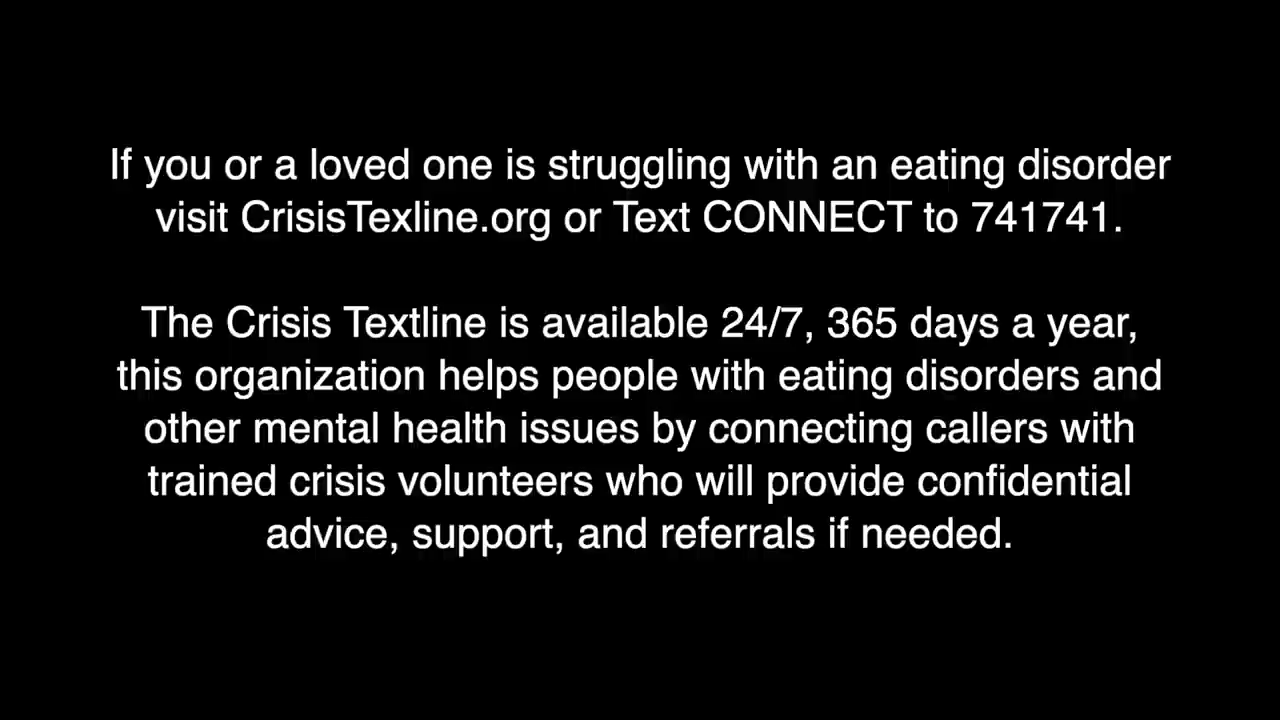 If you or a loved one is struggling with an eating disorder
visit CrisisTexline.org or Text CONNECT to 741741.
The Crisis Textline is available 24/7, 365 days a year,
this organization helps people with eating disorders and
other mental health issues by connecting callers with
trained crisis volunteers who will provide confidential
advice, support, and referrals if needed.